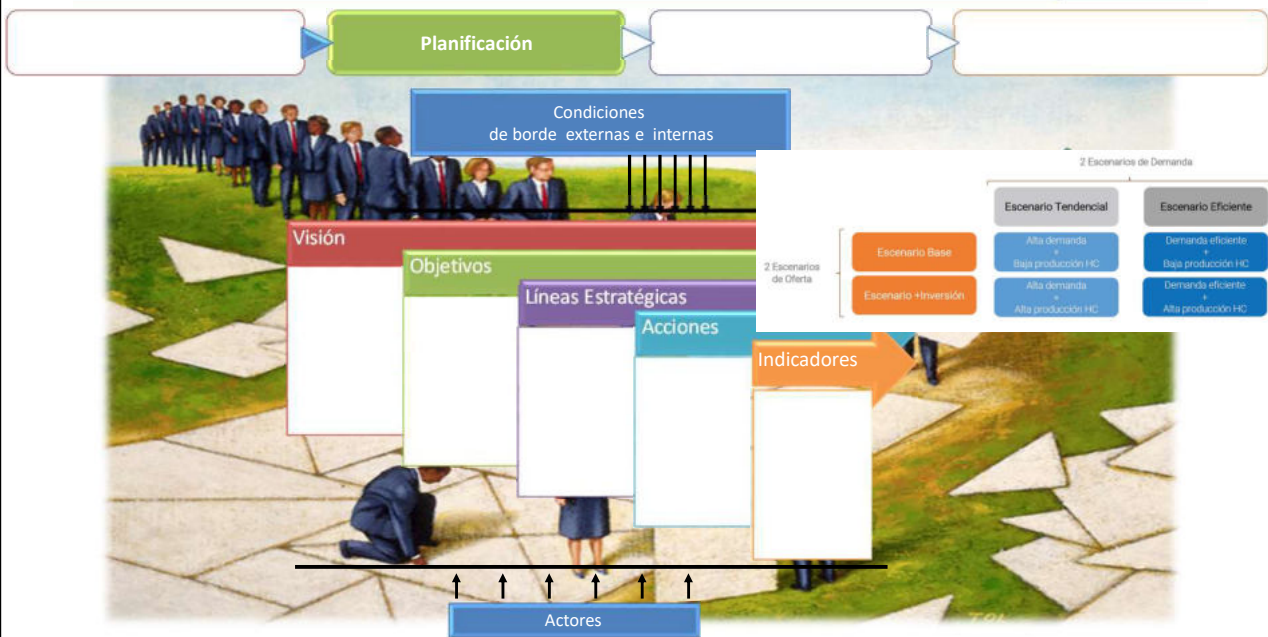 Planificación
Condiciones
de borde externas e internas
Visión
Objetivos
Líneas Estratégicas
Acciones
Indicadores
2 Escenarios de Demanda
Escenario Tendencial
Escenario Eficiente
2 Escenarios
de Oferta
Escenario Base
Alta demanda
+
Baja producción HC
Demanda eficiente
+
Baja producción HC
Escenario +Inversión
Alta demanda
+
Alta producción HC
Demanda eficiente
+
Alta producción HC
Actores